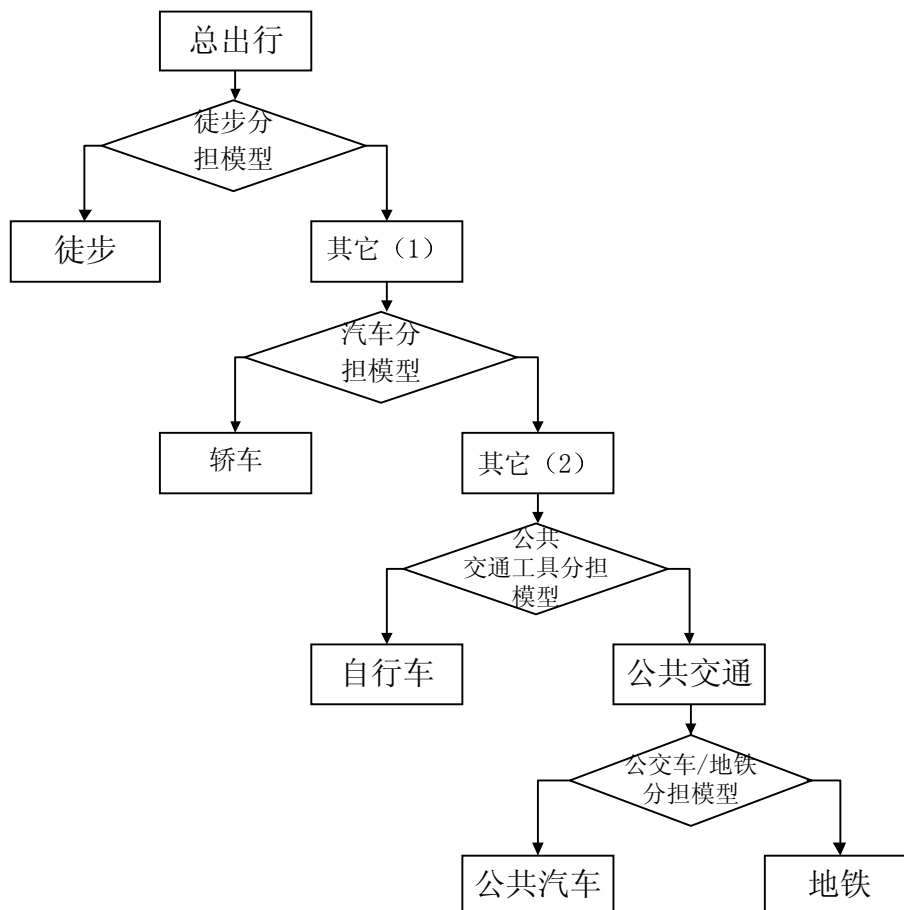 总出行
徒步分
担模型
徒步
其它（1）
汽车分
担模型
轿车
其它（2）
公共
交通工具分担
模型
自行车
公共交通
公交车/地铁
分担模型
公共汽车
地铁